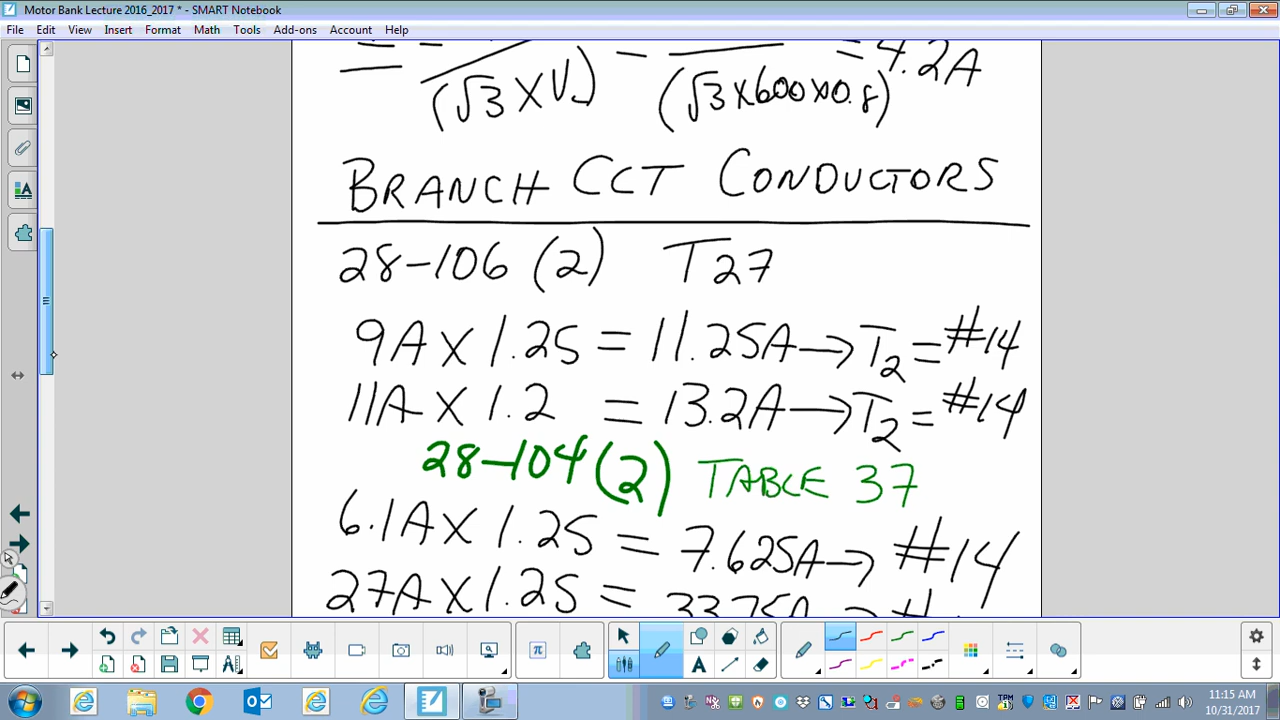 Motor Bank Lecture 2016_2017 * - SMART Notebook
File Edit View Insert Format Math Tools Add-ons Account Help
(√3 X V) (√3 X 600 X 0.8) = 4.2A
BRANCH CCT CONDUCTORS
28-106 (2) T27
9A X 1.25 = 11.25A → T2 = #14
11A X 1.2 = 13.2A → T2 = #14
28-104 (2) TABLE 37
6.1A X 1.25 = 7.625A → #14
27A X 1.25 = 33.75A → #
11:15 AM
10/31/2017